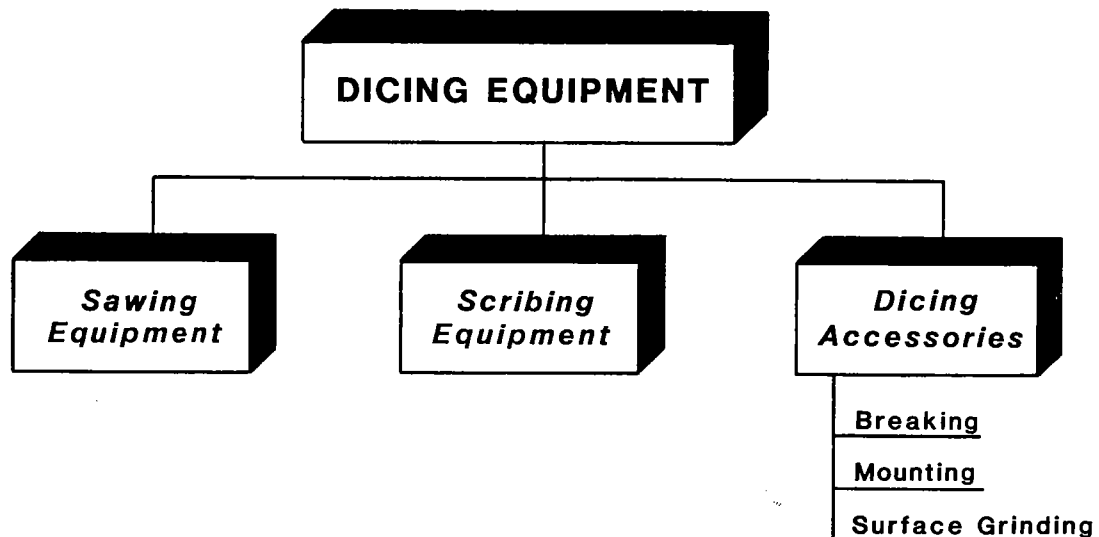 DICING EQUIPMENT
Sawing
Equipment
Scribing
Equipment
Dicing
Accessories
Breaking
Mounting
Surface Grinding